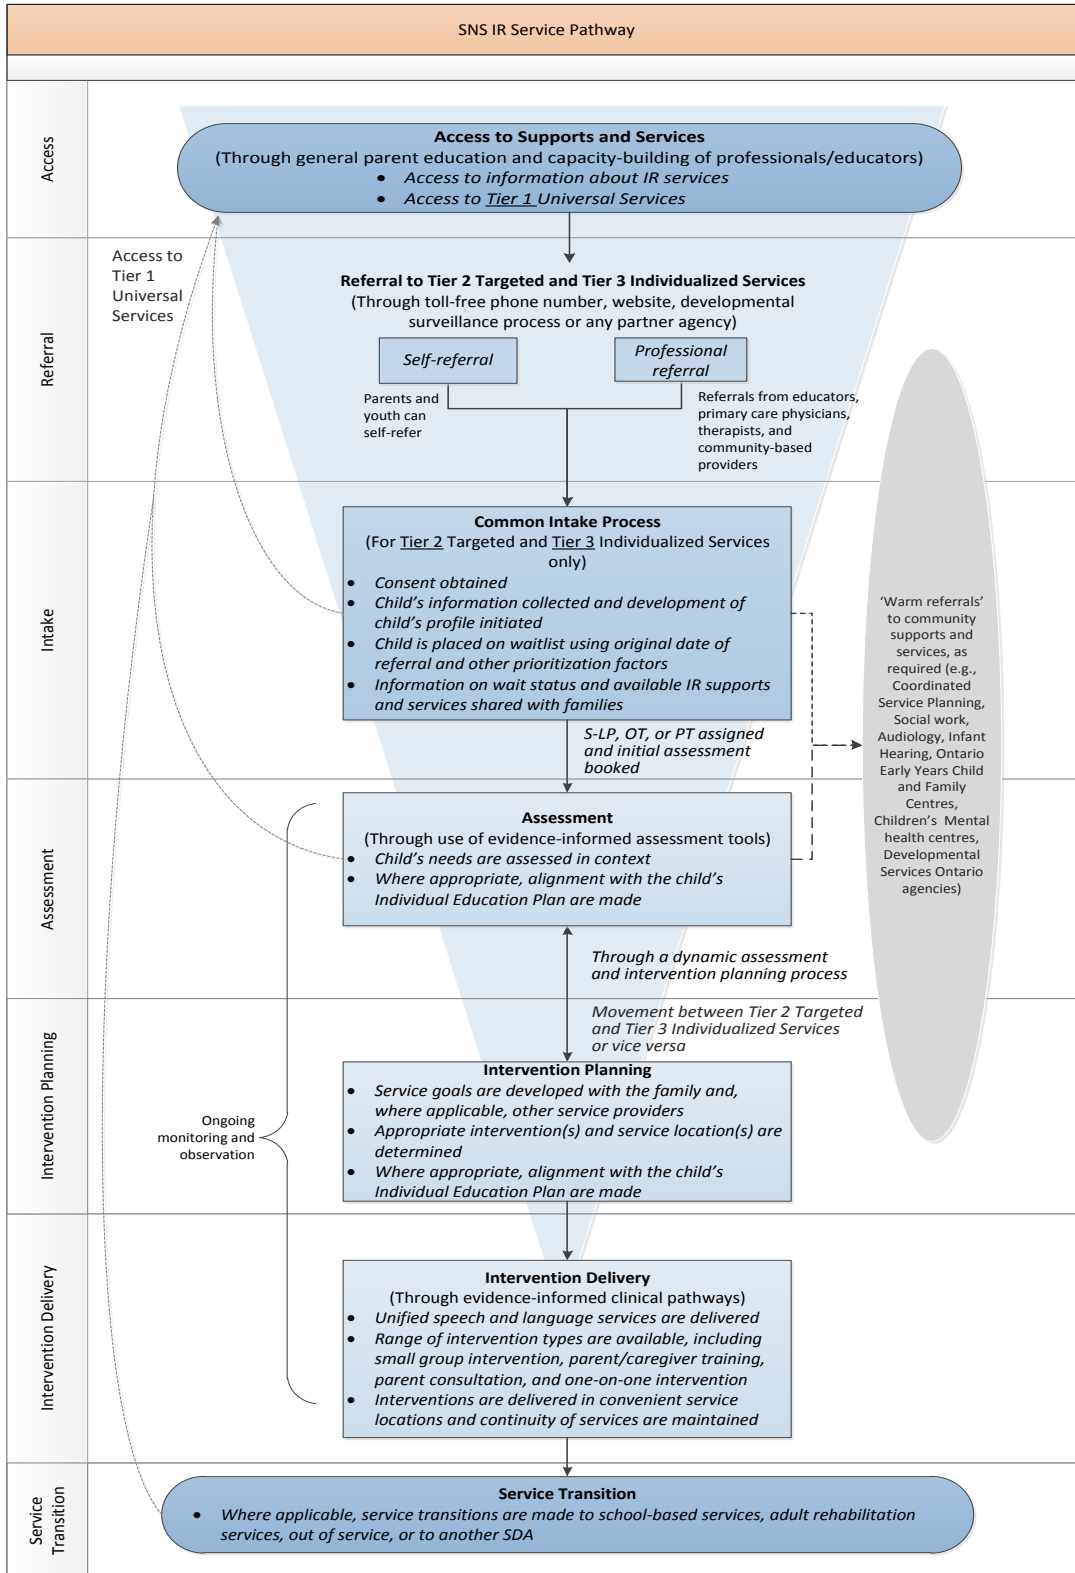 SNS IR Service Pathway
Access
Access to Supports and Services
(Through general parent education and capacity-building of professionals/educators)
• Access to information about IR services
• Access to Tier 1 Universal Services
Access to
Tier 1
Universal
Services
Referral
Referral to Tier 2 Targeted and Tier 3 Individualized Services
(Through toll-free phone number, website, developmental
surveillance process or any partner agency)
Self-referral
Professional
referral
Parents and
youth can
self-refer
Referrals from educators,
primary care physicians,
therapists, and
community-based
providers
Intake
Common Intake Process
(For Tier 2 Targeted and Tier 3 Individualized Services
only)
• Consent obtained
• Child’s information collected and development of
child’s profile initiated
• Child is placed on waitlist using original date of
referral and other prioritization factors
• Information on wait status and available IR supports
and services shared with families
‘Warm referrals’
to community
supports and
services, as
required (e.g.,
Coordinated
Service Planning,
Social work,
Audiology, Infant
Hearing, Ontario
Early Years Child
and Family
Centres,
Children’s Mental
health centres,
Developmental
Services Ontario
agencies)
S-LP, OT, or PT assigned
and initial assessment
booked
Assessment
Assessment
(Through use of evidence-informed assessment tools)
• Child’s needs are assessed in context
• Where appropriate, alignment with the child’s
Individual Education Plan are made
Through a dynamic assessment
and intervention planning process
Movement between Tier 2 Targeted
and Tier 3 Individualized Services
or vice versa
Intervention Planning
Intervention Planning
• Service goals are developed with the family and,
where applicable, other service providers
• Appropriate intervention(s) and service location(s) are
determined
• Where appropriate, alignment with the child’s
Individual Education Plan are made
Ongoing
monitoring and
observation
Intervention Delivery
Intervention Delivery
(Through evidence-informed clinical pathways)
• Unified speech and language services are delivered
• Range of intervention types are available, including
small group intervention, parent/caregiver training,
parent consultation, and one-on-one intervention
• Interventions are delivered in convenient service
locations and continuity of services are maintained
Service
Transition
Service Transition
• Where applicable, service transitions are made to school-based services, adult rehabilitation
services, out of service, or to another SDA